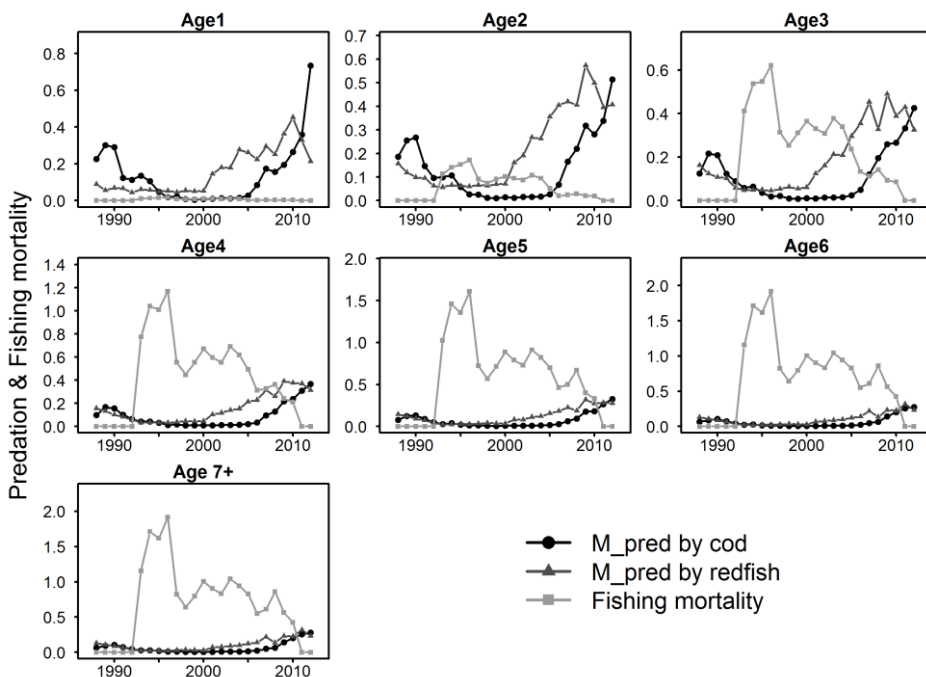 Predation & Fishing mortality
Age1
0.8
0.6
0.4
0.2
0.0
1990 2000 2010
Age2
0.7
0.6
0.5
0.4
0.3
0.2
0.1
0.0
1990 2000 2010
Age3
0.6
0.4
0.2
0.0
1990 2000 2010
Age4
1.4
1.2
1.0
0.8
0.6
0.4
0.2
0.0
1990 2000 2010
Age5
2.0
1.5
1.0
0.5
0.0
1990 2000 2010
Age6
2.0
1.5
1.0
0.5
0.0
1990 2000 2010
Age 7+
2.0
1.5
1.0
0.5
0.0
1990 2000 2010
M_pred by cod
M_pred by redfish
Fishing mortality